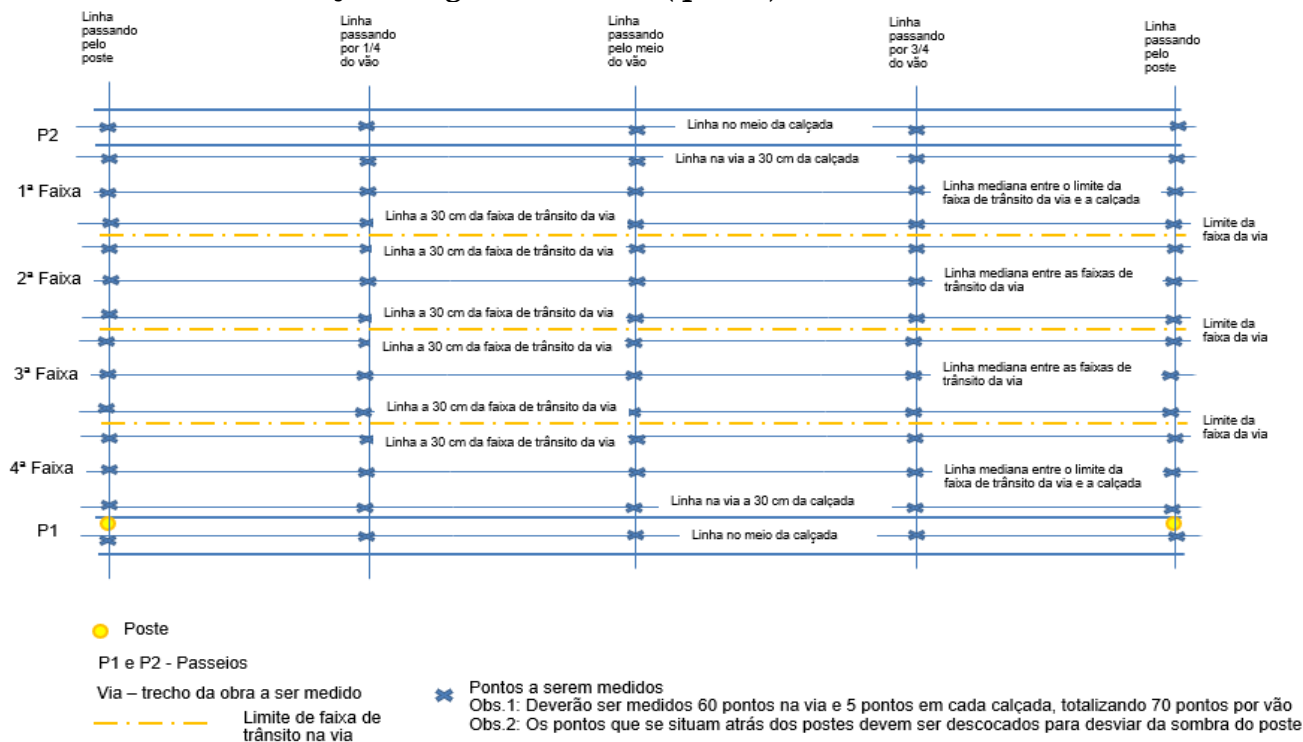 Linha
passando
pelo
poste
Linha
passando
por 1/4
do vão
Linha
passando
pelo meio
do vão
Linha
passando
por 3/4
do vão
Linha
passando
pelo
poste
P2
Linha no meio da calçada
Linha na via a 30 cm da calçada
1ª Faixa
Linha mediana entre o limite da
faixa de trânsito da via e a calçada
Linha a 30 cm da faixa de trânsito da via
Limite da
faixa da via
Linha a 30 cm da faixa de trânsito da via
2ª Faixa
Linha mediana entre as faixas de
trânsito da via
Linha a 30 cm da faixa de trânsito da via
Limite da
faixa da via
Linha a 30 cm da faixa de trânsito da via
3ª Faixa
Linha mediana entre as faixas de
trânsito da via
Linha a 30 cm da faixa de trânsito da via
Limite da
faixa da via
Linha a 30 cm da faixa de trânsito da via
4ª Faixa
Linha mediana entre o limite da
faixa de trânsito da via e a calçada
Linha na via a 30 cm da calçada
P1
Linha no meio da calçada
Poste
P1 e P2 - Passeios
Via – trecho da obra a ser medido
Limite de faixa de
trânsito na via
Pontos a serem medidos
Obs.1: Deverão ser medidos 60 pontos na via e 5 pontos em cada calçada, totalizando 70 pontos por vão
Obs.2: Os pontos que se situam atrás dos postes devem ser descocados para desviar da sombra do poste